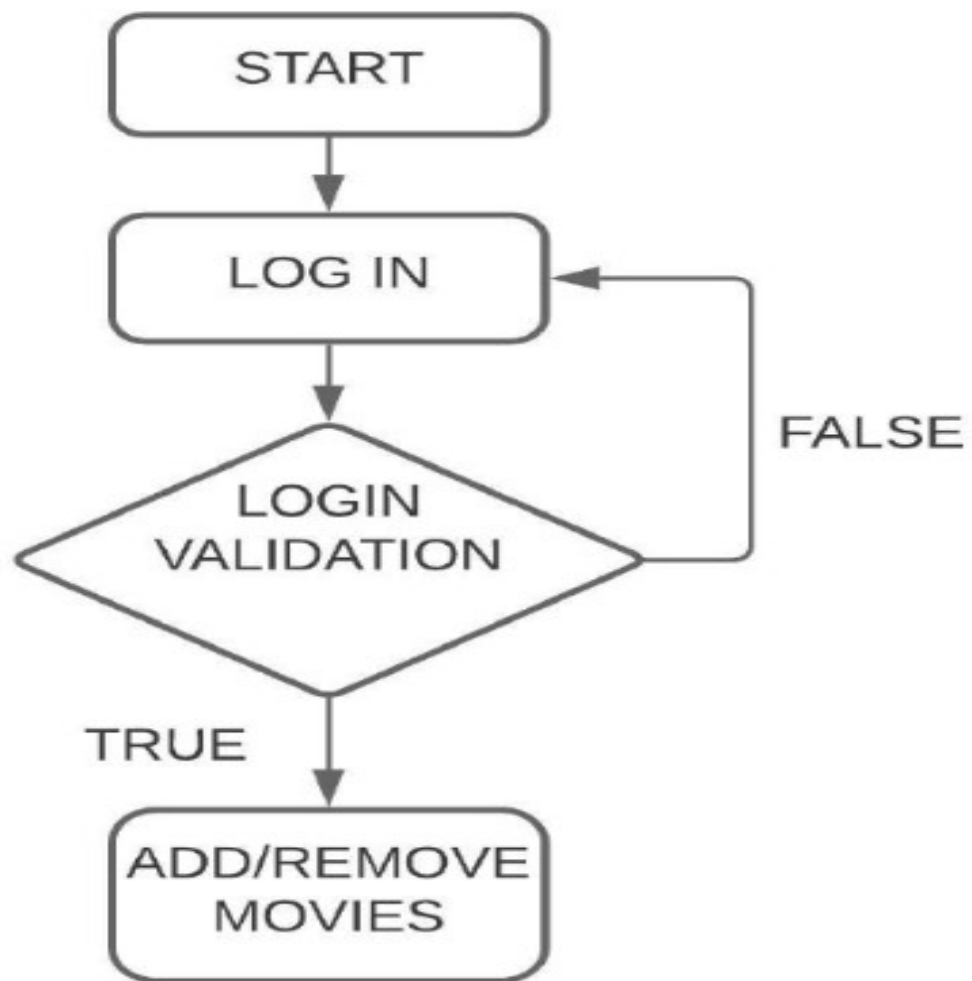 START
LOG IN
FALSE
LOGIN
VALIDATION
TRUE
ADD/REMOVE
MOVIES